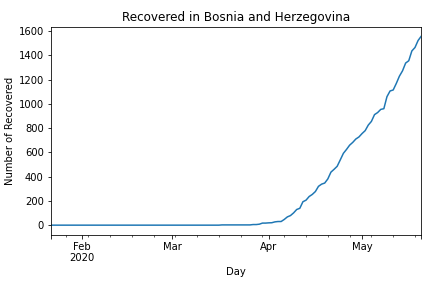 Recovered in Bosnia and Herzegovina
1600
1400
1200
1000
800
600
400
200
0
Number of Recovered
Feb
2020
Mar
Apr
May
Day